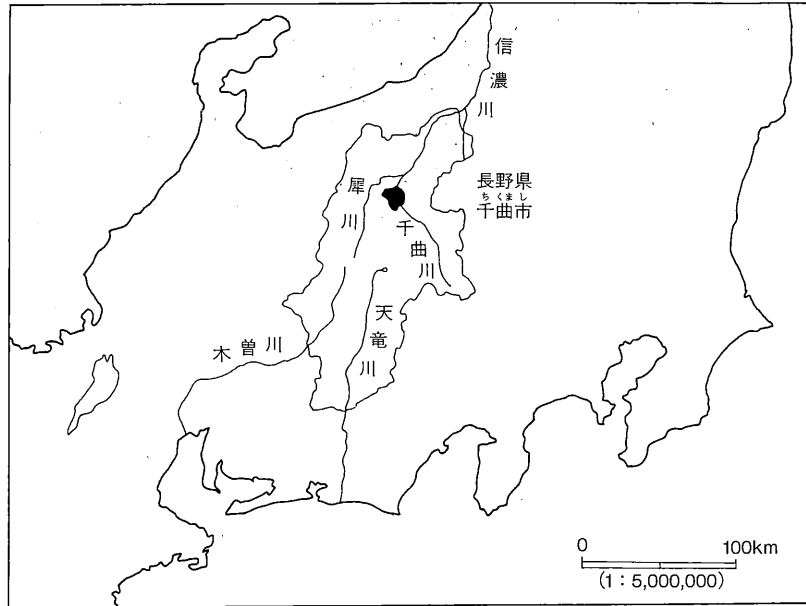 信濃川
長野県
ちくまし
千曲市
犀川
千曲川
天竜川
木曽川
0 100km
(1:5,000,000)